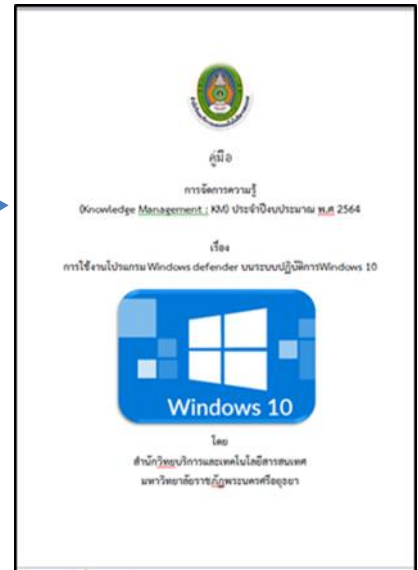 คู่มือ
การจัดการความรู้
(Knowledge Management : KM) ประจำปีงบประมาณ พ.ศ 2564
เรื่อง
การใช้งานโปรแกรม Windows defender บนระบบปฏิบัติการWindows 10
Windows 10
โดย
สำนักวิทยบริการและเทคโนโลยีสารสนเทศ
มหาวิทยาลัยราชภัฏพระนครศรีอยุธยา